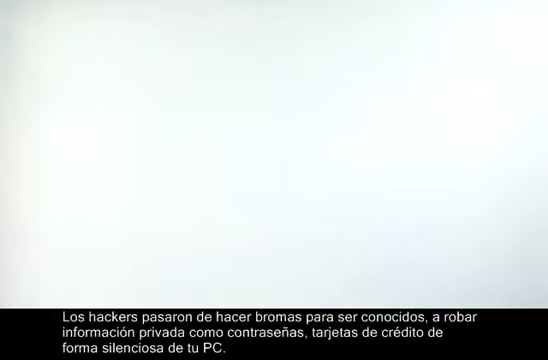 Los hackers pasaron de hacer bromas para ser conocidos, a robar
información privada como contraseñas, tarjetas de crédito de
forma silenciosa de tu PC.